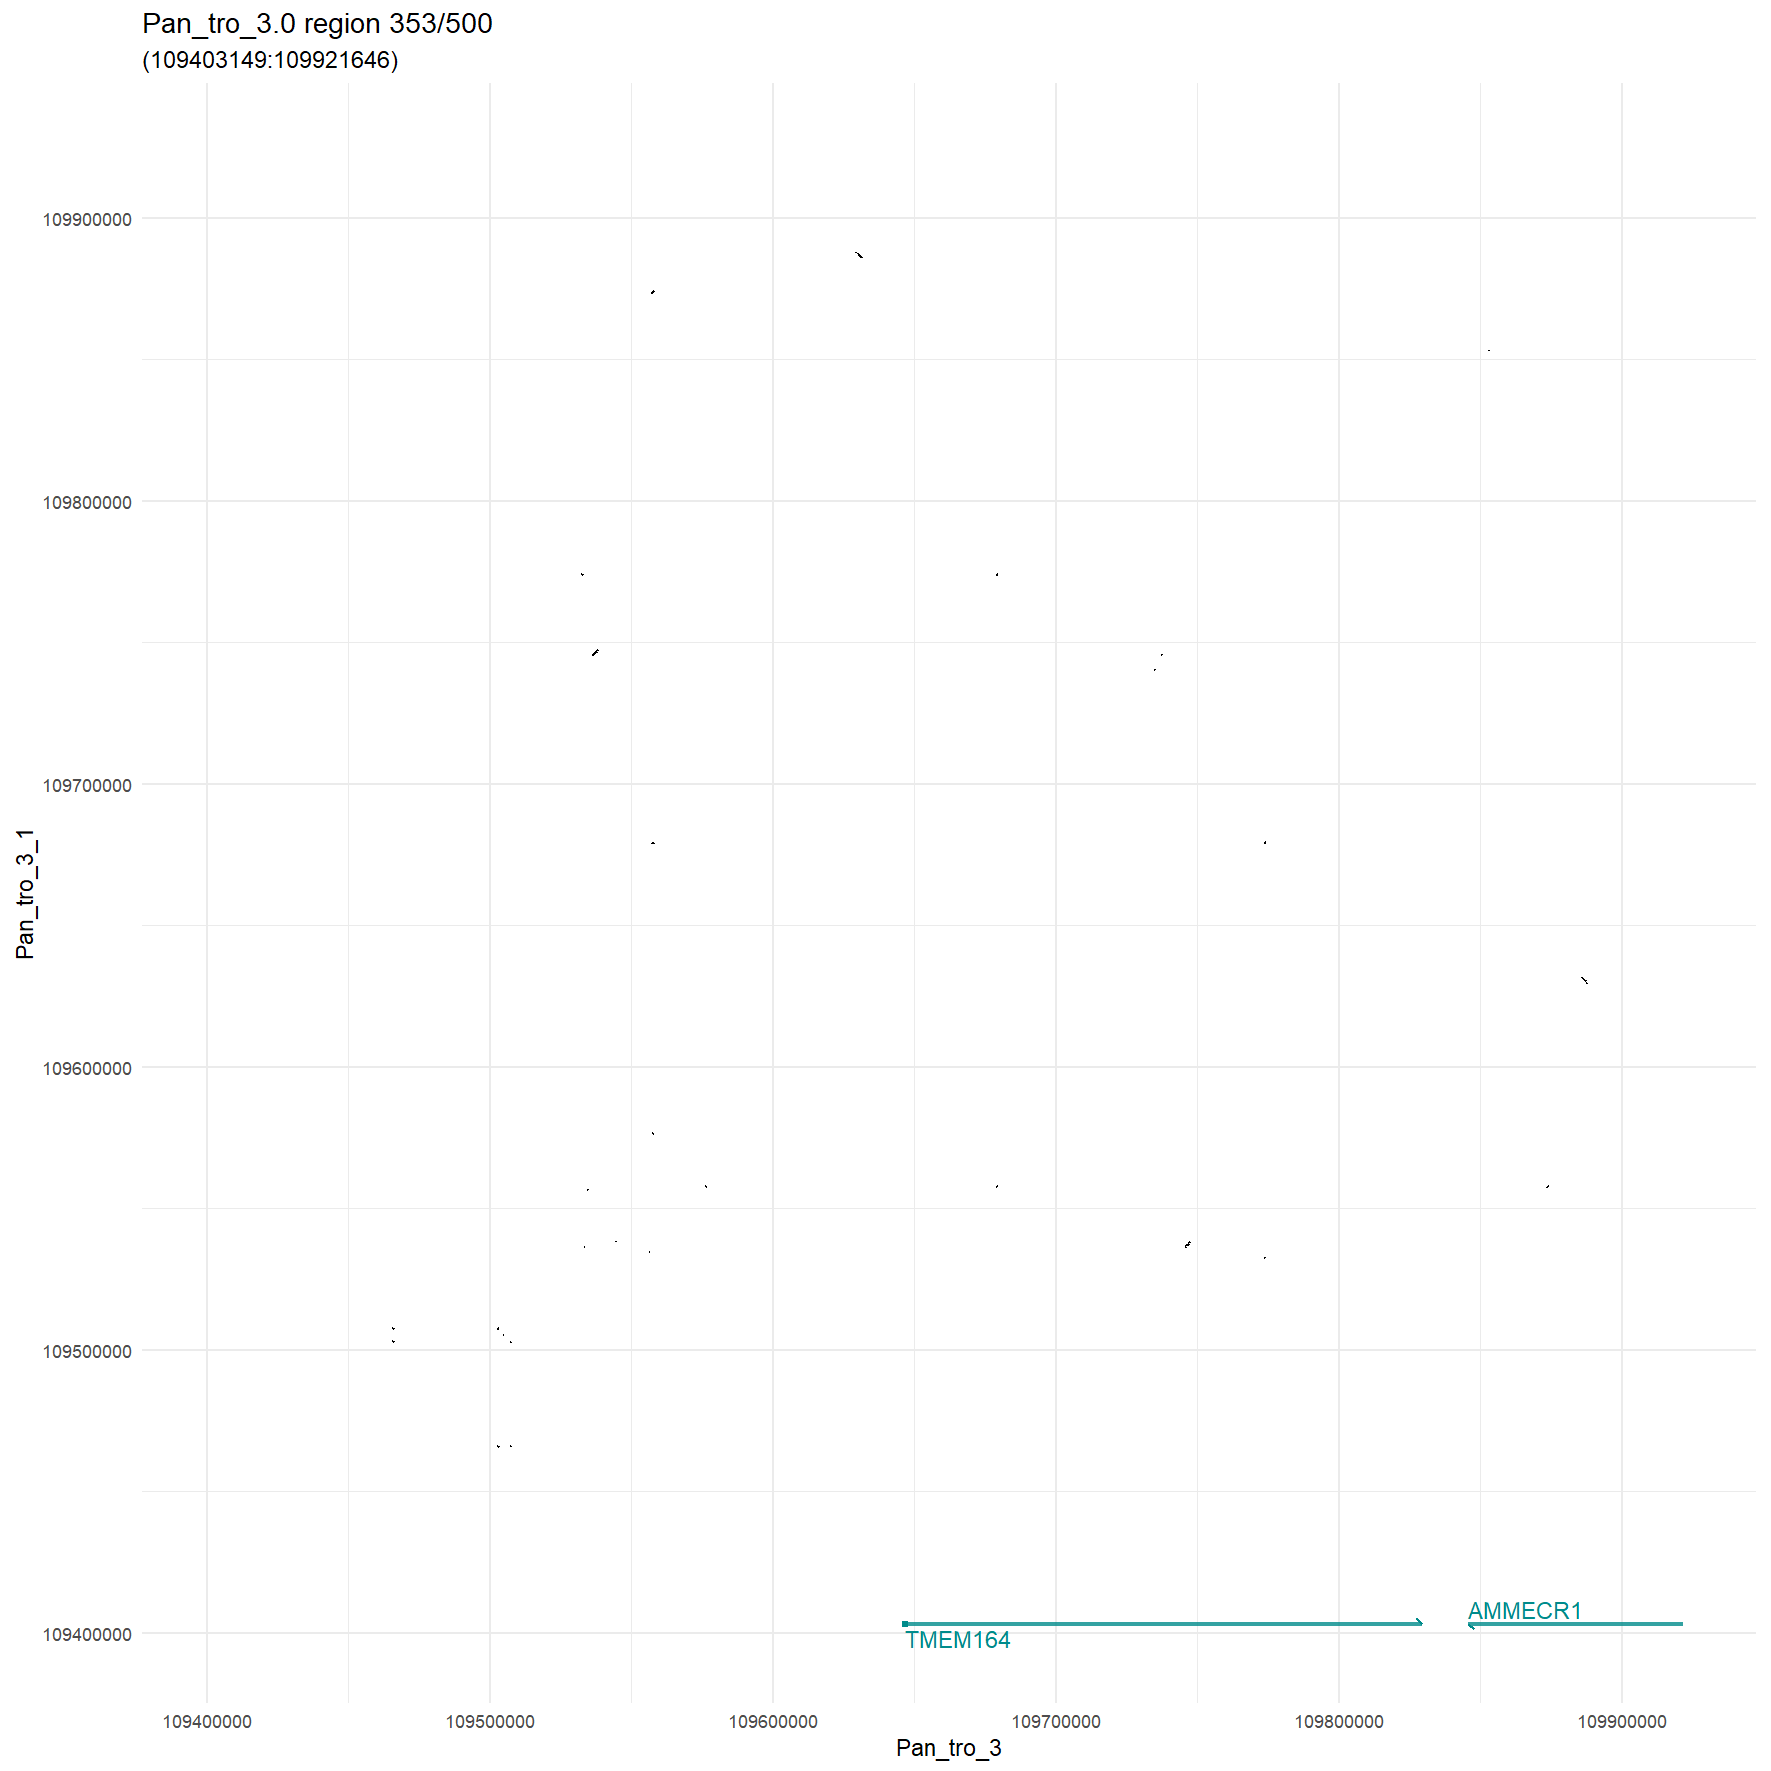 Pan_tro_3.0 region 353/500
(109403149:109921646)
109900000
109800000
109700000
109600000
109500000
109400000
Pan_tro_3_1
AMMECR1
TMEM164
109400000 109500000 109600000 109700000 109800000 109900000
Pan_tro_3